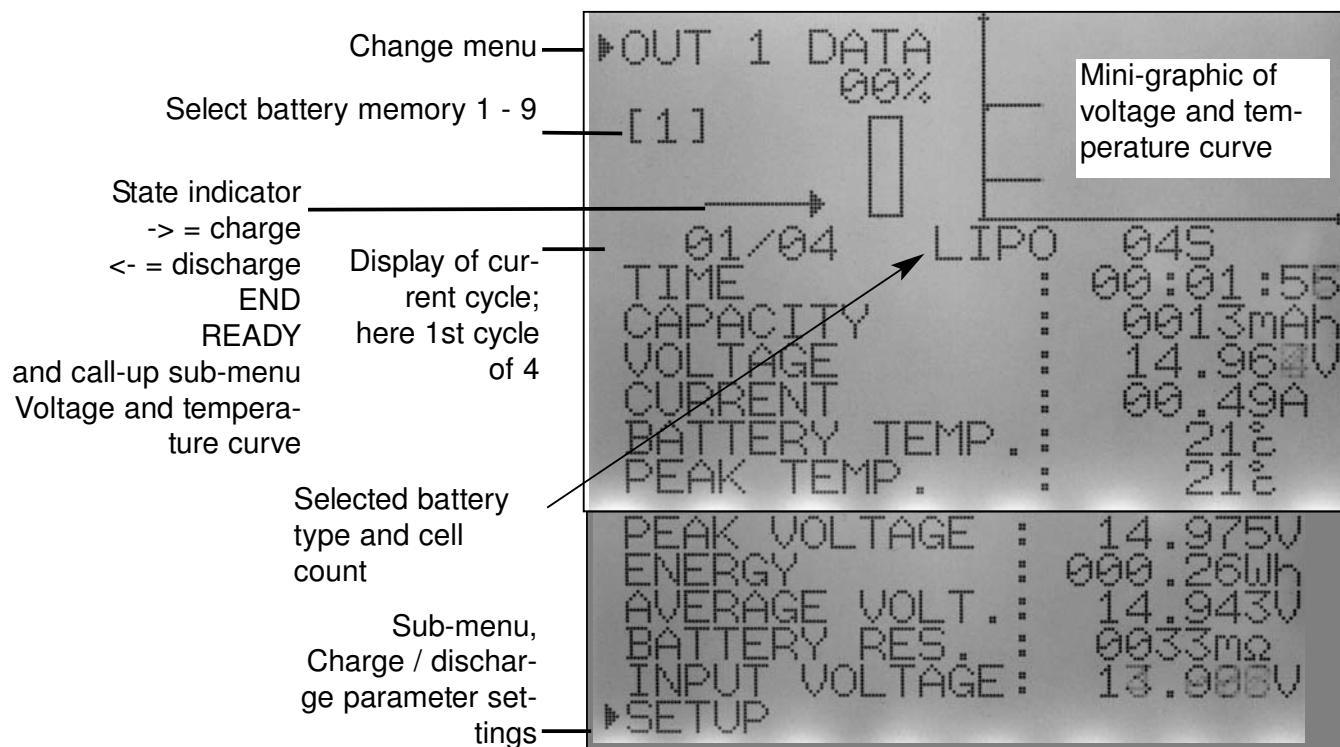 Change menu
Select battery memory 1 - 9
State indicator
-> = charge
<- = discharge
END
READY
and call-up sub-menu
Voltage and tempera-
ture curve
Display of cur-
rent cycle;
here 1st cycle
of 4
Selected battery
type and cell
count
Sub-menu,
Charge / dischar-
ge parameter set-
tings
OUT 1 DATA
00%
[1]
Mini-graphic of
voltage and tem-
perature curve
01/04 LIPO 04S
TIME : 00:01:55
CAPACITY : 0013mAh
VOLTAGE : 14.964V
CURRENT : 00.49A
BATTERY TEMP.: 21°c
PEAK TEMP. : 21°c
PEAK VOLTAGE : 14.975V
ENERGY : 000.26Wh
AVERAGE VOLT.: 14.943V
BATTERY RES. : 0033mΩ
INPUT VOLTAGE:
SETUP